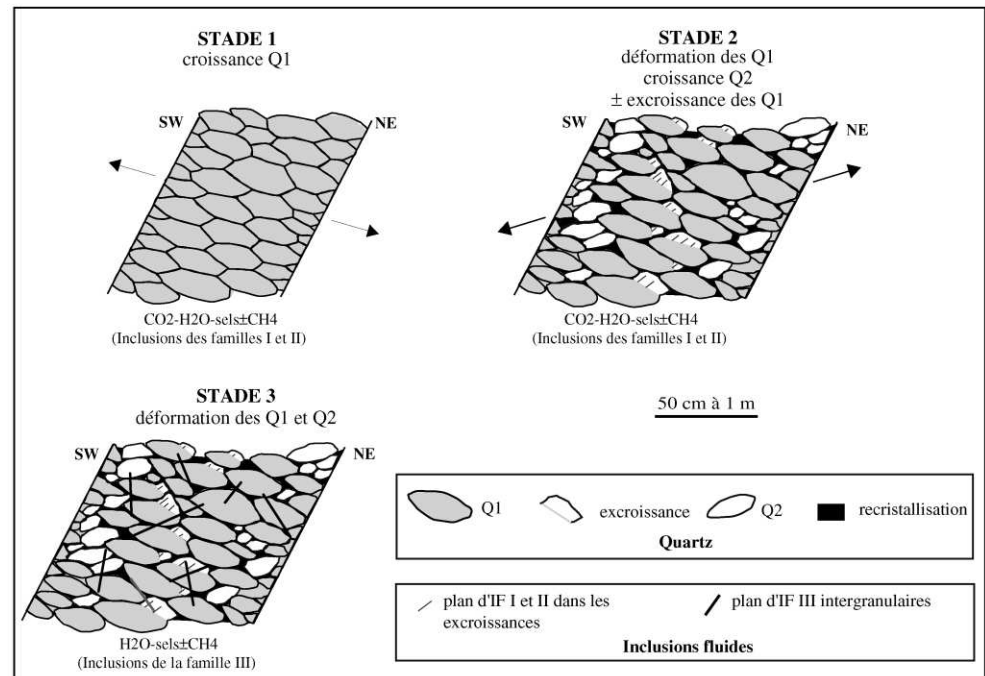 STADE 1
croissance Q1
SW
NE
CO2-H2O-sels±CH4
(Inclusions des familles I et II)
STADE 2
déformation des Q1
croissance Q2
± excroissance des Q1
SW
NE
CO2-H2O-sels±CH4
(Inclusions des familles I et II)
STADE 3
déformation des Q1 et Q2
SW
NE
H2O-sels±CH4
(Inclusions de la famille III)
50 cm à 1 m
Q1
excroissance
Q2
recristallisation
Quartz
plan d'IF I et II dans les
excroissances
plan d'IF III intergranulaires
Inclusions fluides